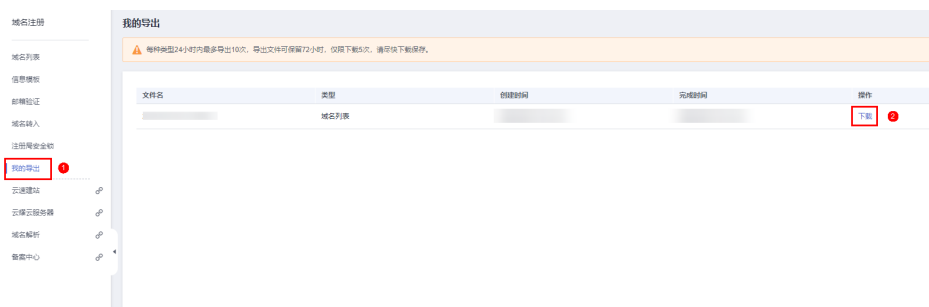 域名注册
域名列表
信息模板
邮箱验证
域名转入
注册局安全锁
我的导出 1
云速建站
云耀云服务器
域名解析
备案中心
我的导出
每种类型24小时内最多导出10次，导出文件可保留72小时，仅限下载5次，请尽快下载保存。
文件名 类型 创建时间 完成时间 操作
域名列表 下载 2